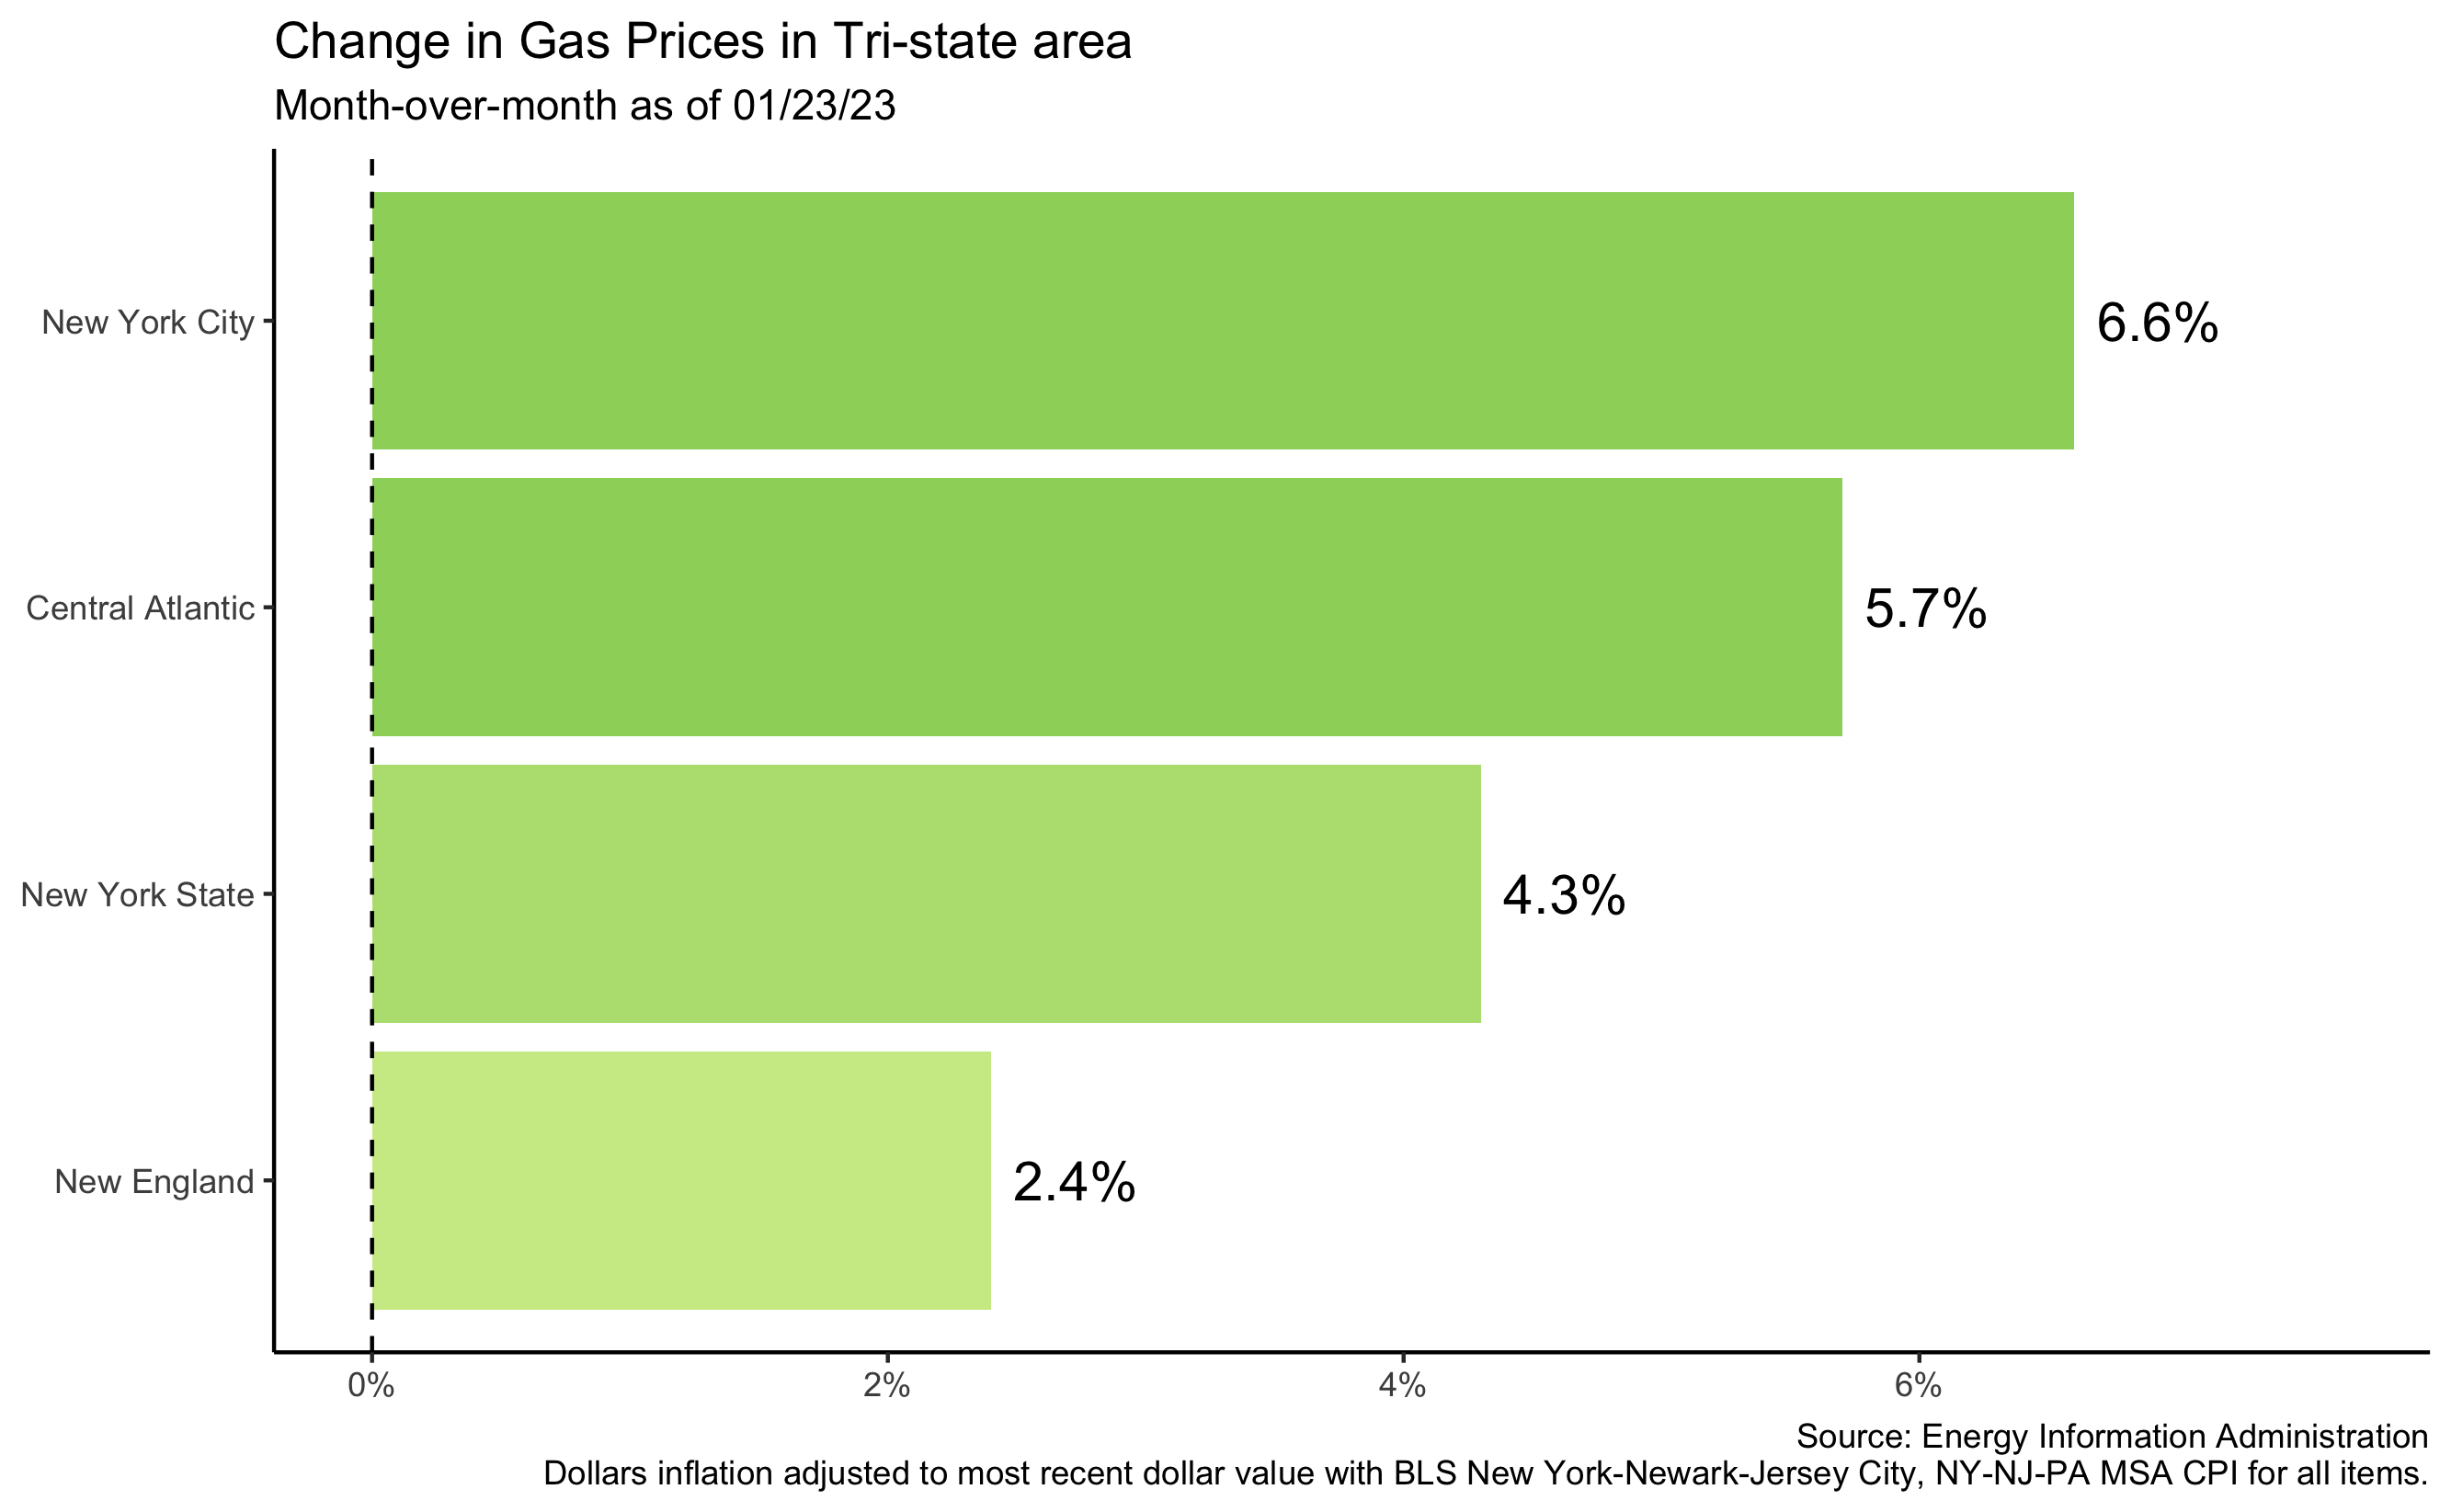 Change in Gas Prices in Tri-state area
Month-over-month as of 01/23/23
New York City
6.6%
Central Atlantic
5.7%
New York State
4.3%
New England
2.4%
0%
2%
4%
6%
Source: Energy Information Administration
Dollars inflation adjusted to most recent dollar value with BLS New York-Newark-Jersey City, NY-NJ-PA MSA CPI for all items.